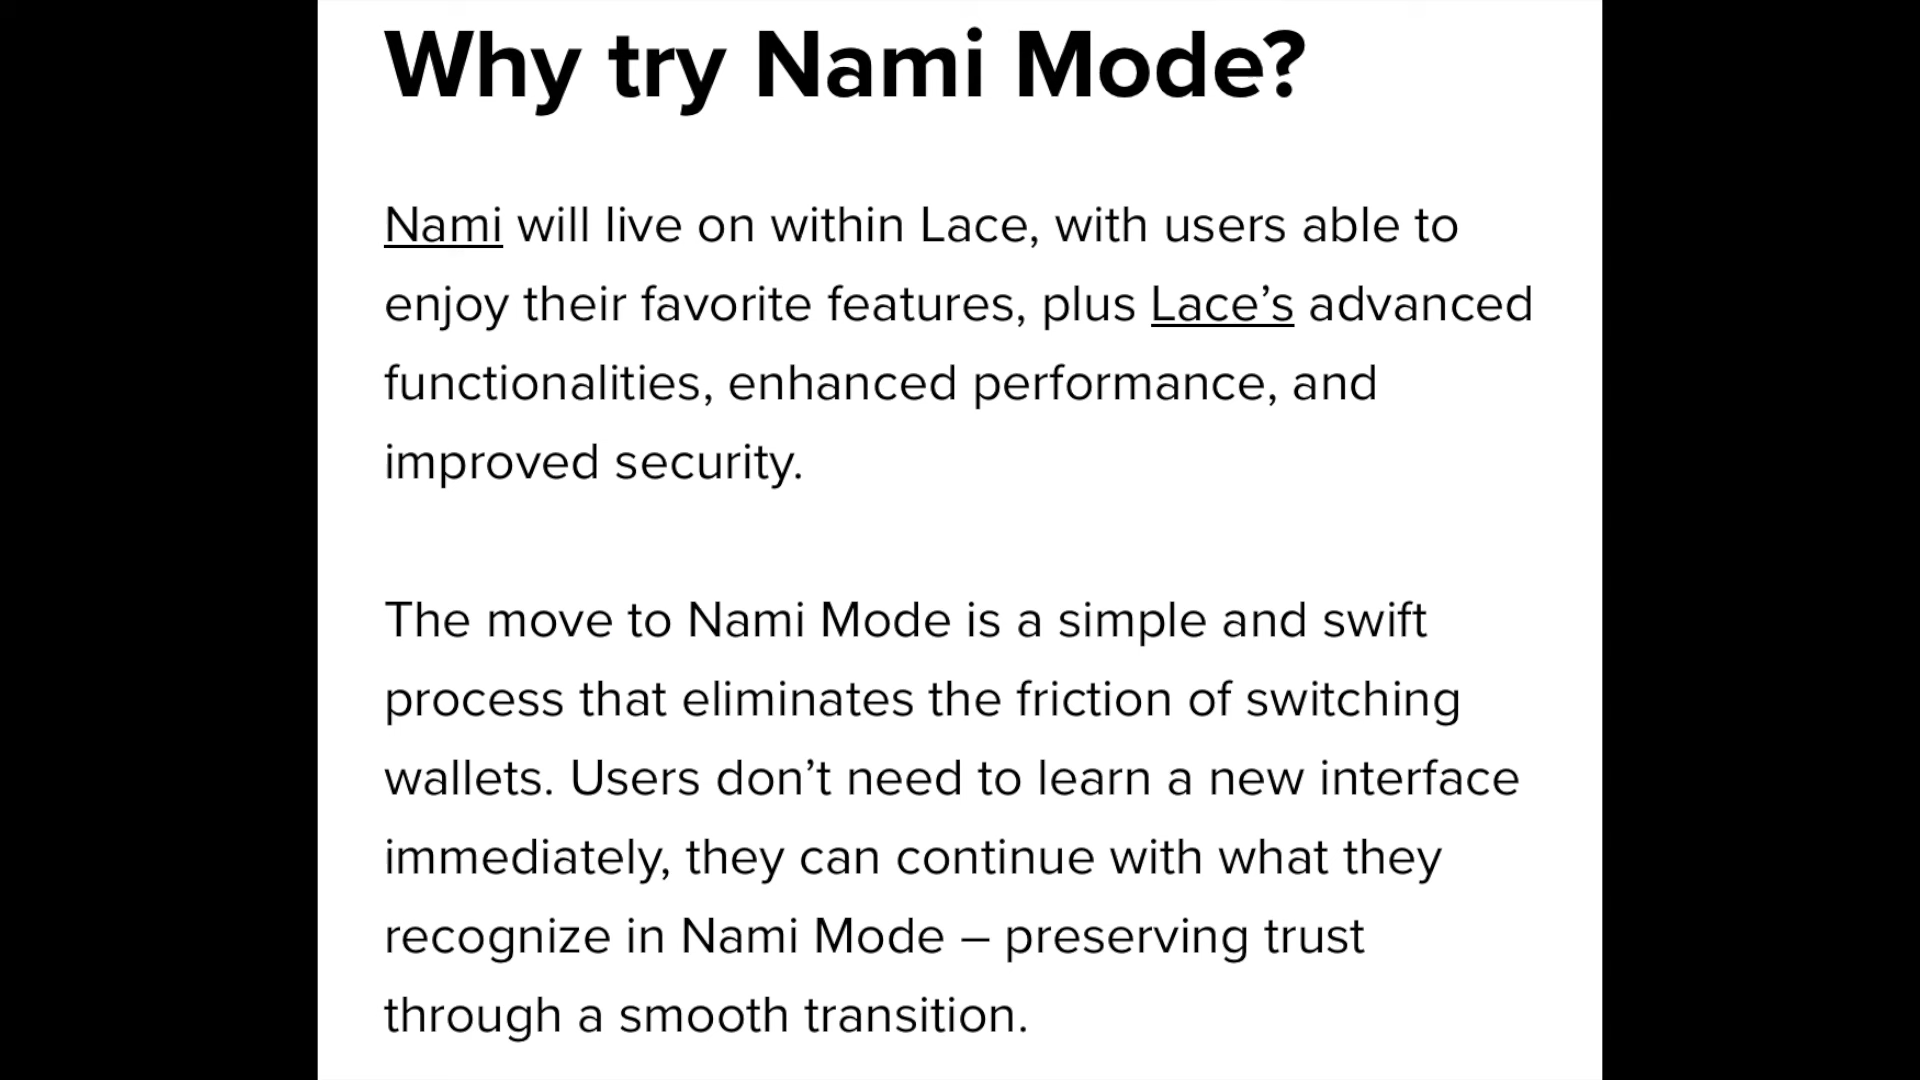 Why try Nami Mode?
Nami will live on within Lace, with users able to
enjoy their favorite features, plus Lace’s advanced
functionalities, enhanced performance, and
improved security.
The move to Nami Mode is a simple and swift
process that eliminates the friction of switching
wallets. Users don’t need to learn a new interface
immediately, they can continue with what they
recognize in Nami Mode – preserving trust
through a smooth transition.